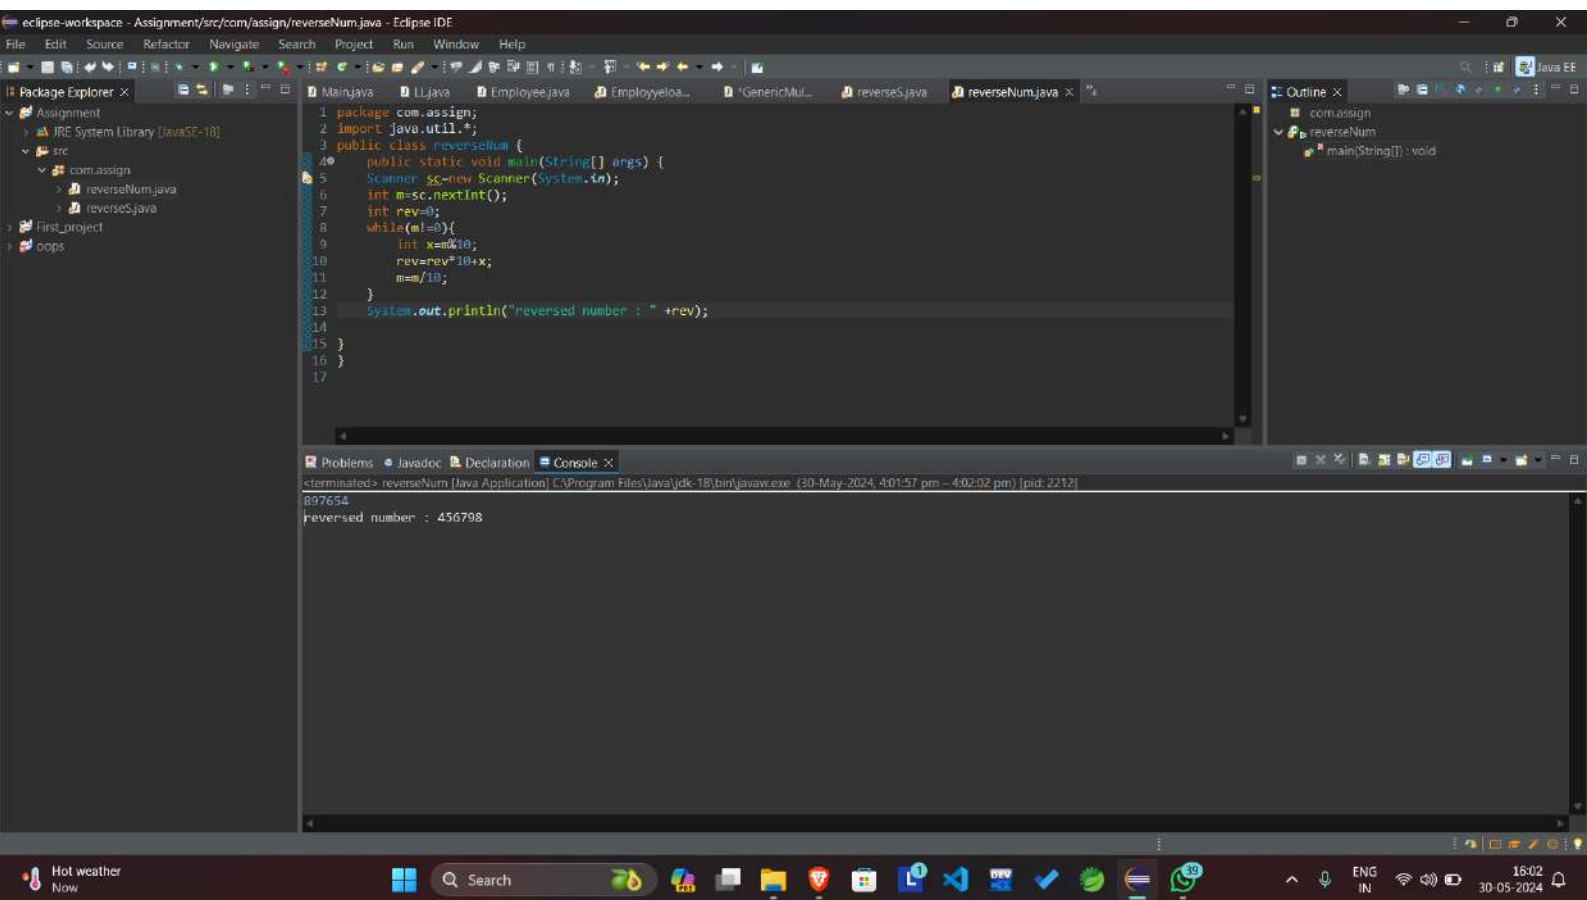 eclipse-workspace - Assignment/src/com/assign/reverseNum.java - Eclipse IDE
File Edit Source Refactor Navigate Search Project Run Window Help
Java EE
Package Explorer
Assignment
JRE System Library [JavaSE-18]
src
com.assign
reverseNum.java
reverseS.java
First_project
oops
Main.java LL.java Employee.java Employyeloa... *GenericMul... reverseS.java reverseNum.java
1 package com.assign;
2 import java.util.*;
3 public class reverseNum {
4 public static void main(String[] args) {
5 Scanner sc=new Scanner(System.in);
6 int m=sc.nextInt();
7 int rev=0;
8 while(m!=0){
9 int x=m%10;
10 rev=rev*10+x;
11 m=m/10;
12 }
13 System.out.println("reversed number : " +rev);
14
15 }
16 }
17
Outline
com.assign
reverseNum
main(String[]) : void
Problems Javadoc Declaration Console
<terminated> reverseNum [Java Application] C:\Program Files\Java\jdk-18\bin\javaw.exe (30-May-2024, 4:01:57 pm – 4:02:02 pm) [pid: 2212]
897654
reversed number : 456798
Hot weather
Now
Search
PRE
1
DEV
39
ENG
IN
16:02
30-05-2024